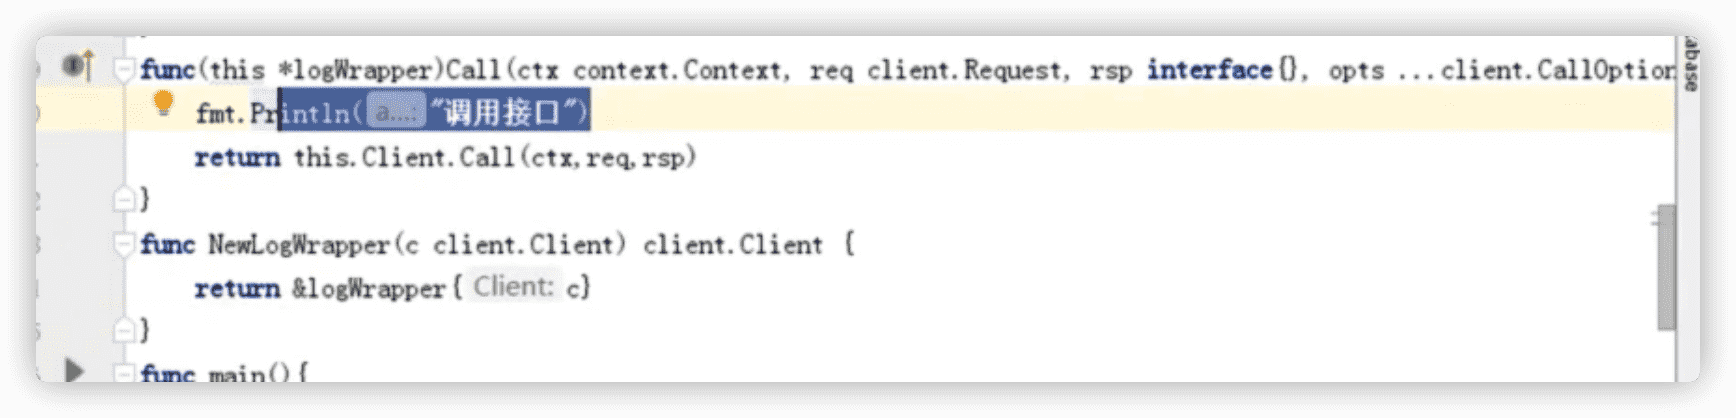 func(this *logWrapper)Call(ctx context.Context, req client.Request, rsp interface{}, opts ...client.CallOption
abase
fmt.Println( a...: "调用接口")
return this.Client.Call(ctx,req,rsp)
}
func NewLogWrapper(c client.Client) client.Client {
return &logWrapper{ Client: c}
}
func main(){